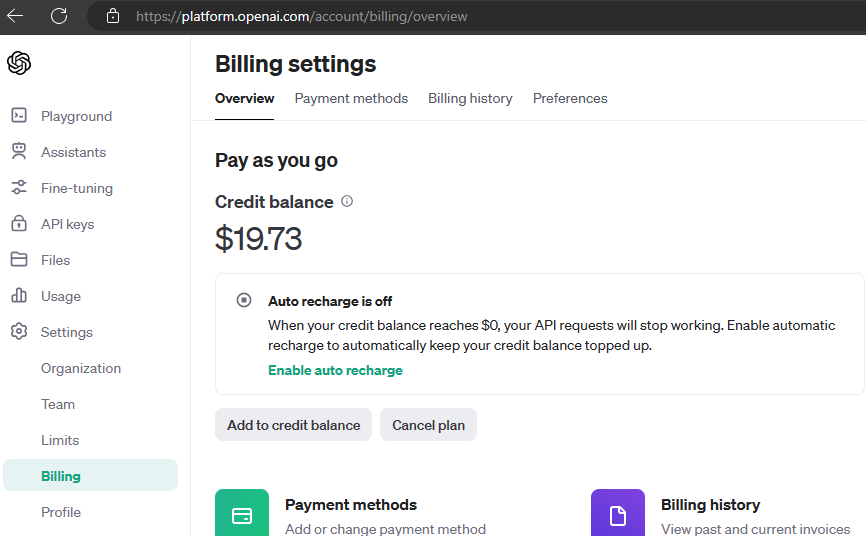 https://platform.openai.com/account/billing/overview
Billing settings
Overview Payment methods Billing history Preferences
Playground
Assistants
Fine-tuning
API keys
Files
Usage
Settings
Organization
Team
Limits
Billing
Profile
Pay as you go
Credit balance
$19.73
Auto recharge is off
When your credit balance reaches $0, your API requests will stop working. Enable automatic
recharge to automatically keep your credit balance topped up.
Enable auto recharge
Add to credit balance Cancel plan
Payment methods
Add or change payment method
Billing history
View past and current invoices